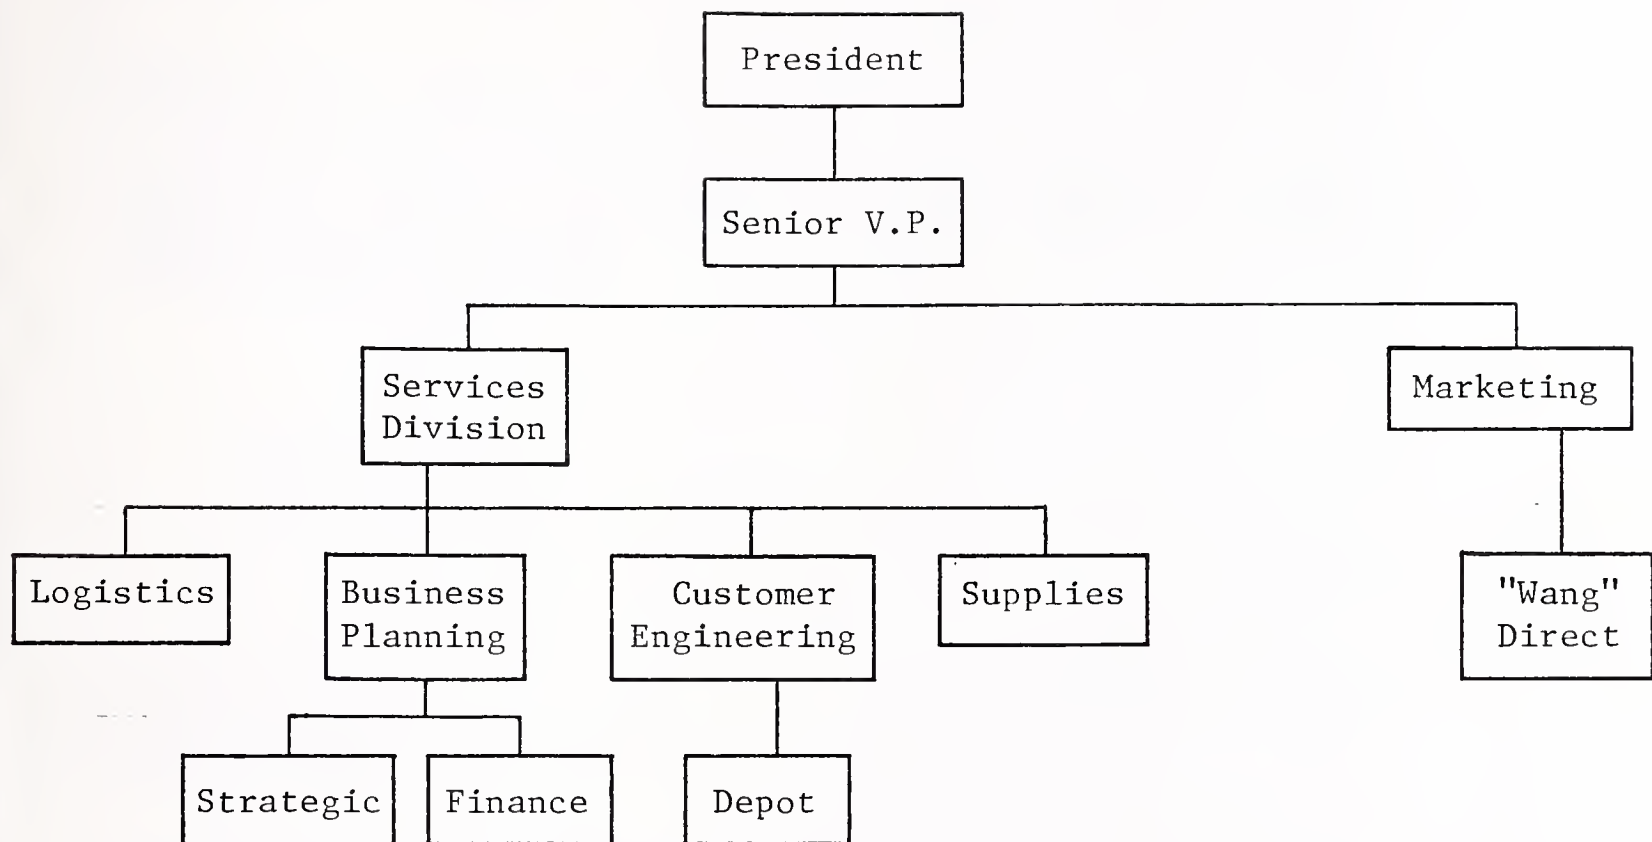 President
Senior V.P.
Services
Division
Marketing
Logistics
Business
Planning
Customer
Engineering
Supplies
"Wang"
Direct
Strategic
Finance
Depot